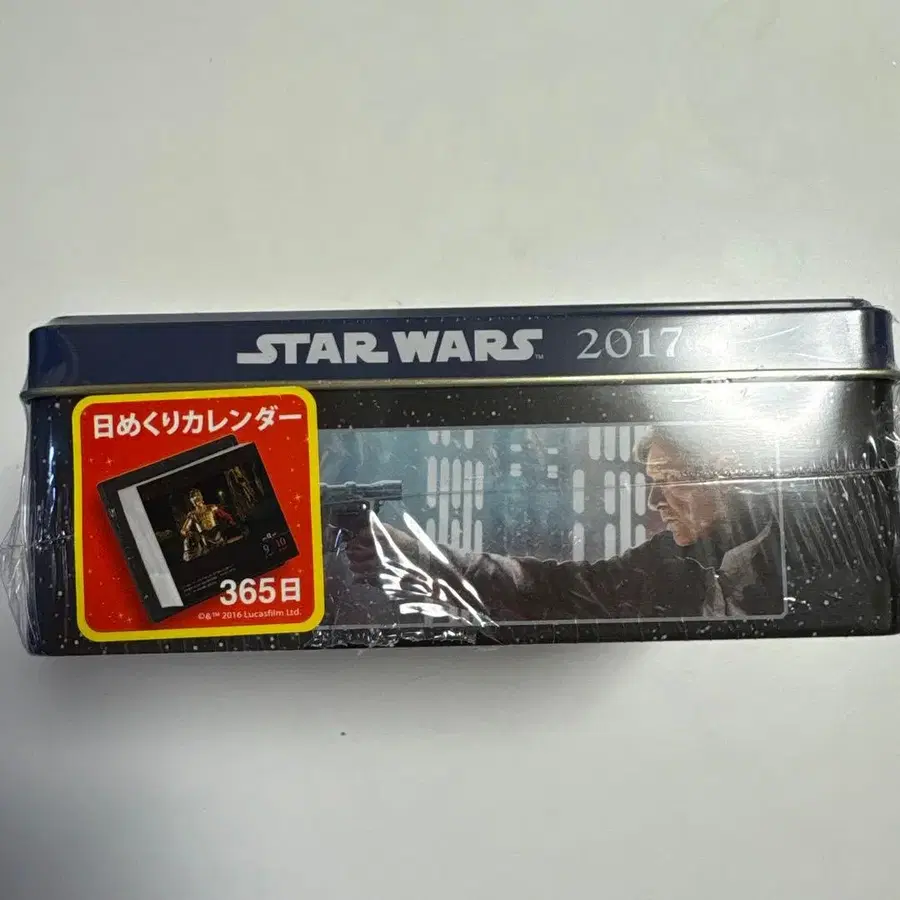 STAR WARS™ 2017
日めくりカレンダー
365日
©&™ 2016 Lucasfilm Ltd.